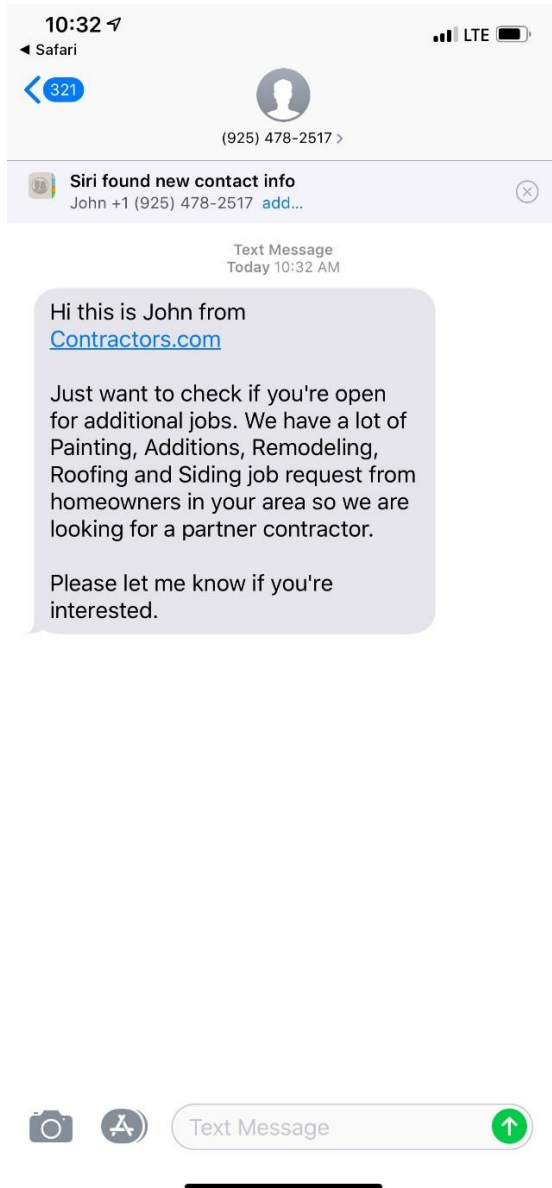 10:32
LTE
◀ Safari
321
(925) 478-2517 >
Siri found new contact info
John +1 (925) 478-2517 add...
Text Message
Today 10:32 AM
Hi this is John from
Contractors.com
Just want to check if you're open
for additional jobs. We have a lot of
Painting, Additions, Remodeling,
Roofing and Siding job request from
homeowners in your area so we are
looking for a partner contractor.
Please let me know if you're
interested.
Text Message